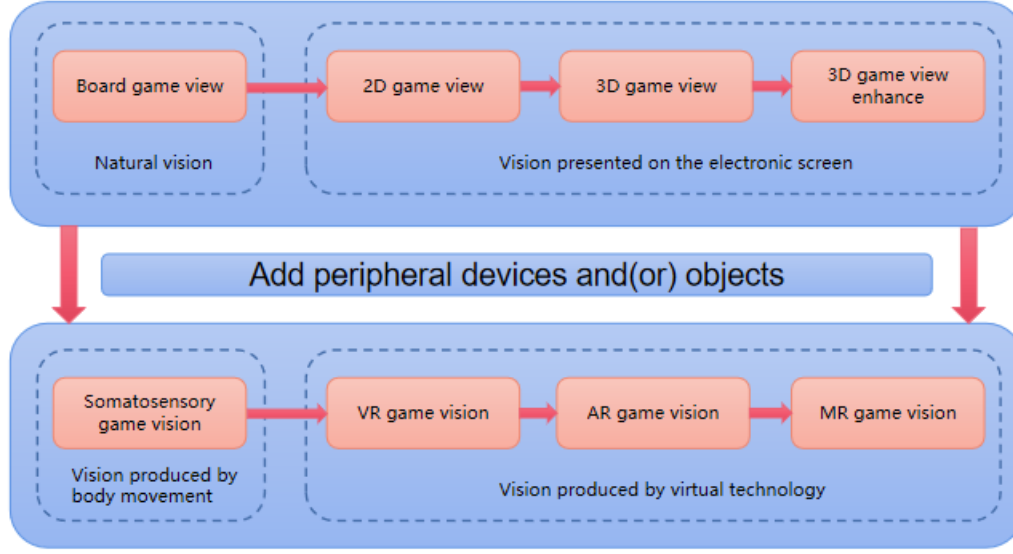 Board game view
2D game view
3D game view
3D game view
enhance
Natural vision
Vision presented on the electronic screen
Add peripheral devices and(or) objects
Somatosensory
game vision
VR game vision
AR game vision
MR game vision
Vision produced by
body movement
Vision produced by virtual technology